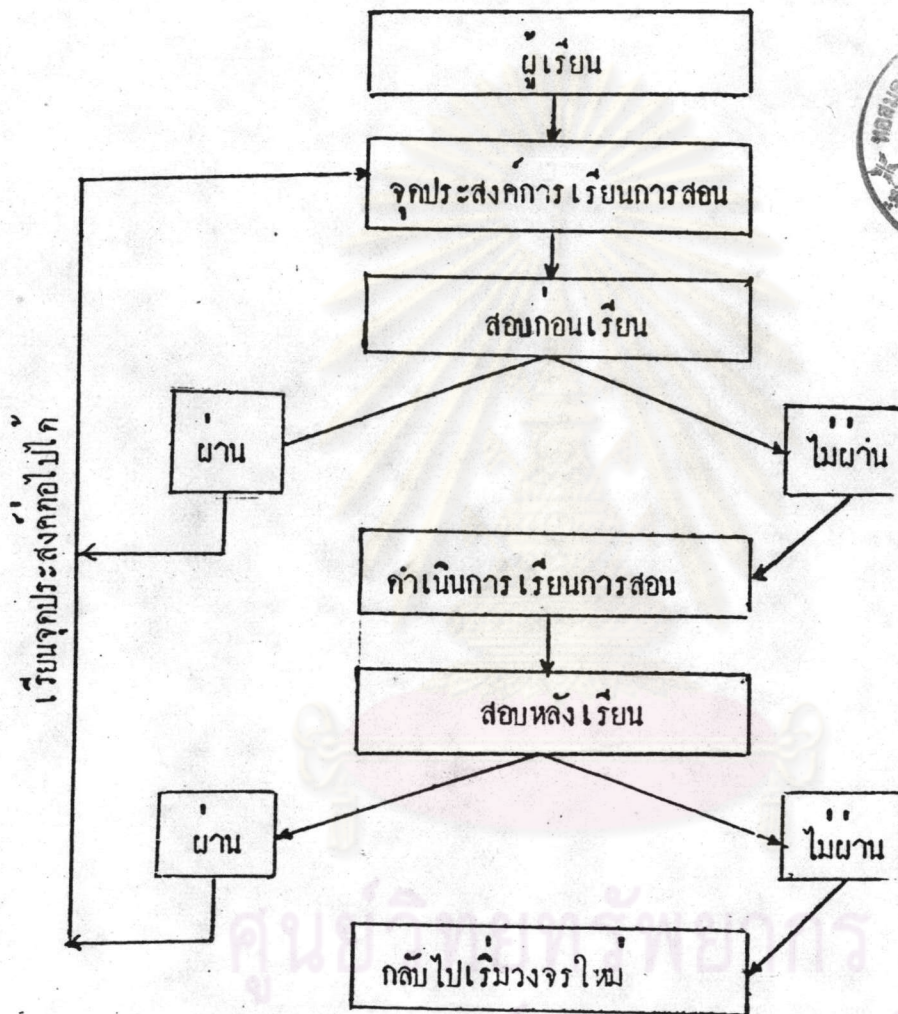 ผู้เรียน
จุดประสงค์การเรียนการสอน
สอบก่อนเรียน
ผ่าน
ไม่ผ่าน
เรียนจุดประสงค์ต่อไปได้
ดำเนินการเรียนการสอน
สอบหลังเรียน
ผ่าน
ไม่ผ่าน
ศูนย์วิทยทรัพยากร
กลับไปเริ่มวงจรใหม่